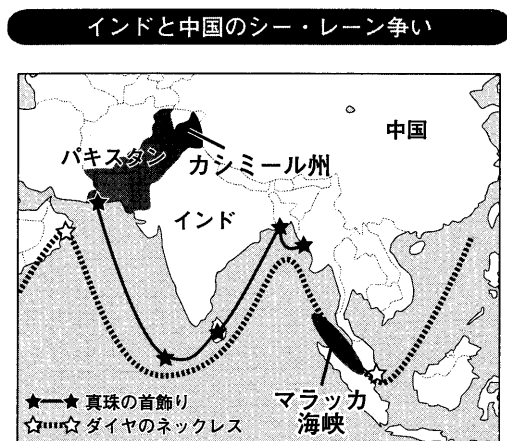 インドと中国のシー・レーン争い
中国
パキスタン
カシミール州
インド
マラッカ
海峡
★─★ 真珠の首飾り
☆┉☆ ダイヤのネックレス